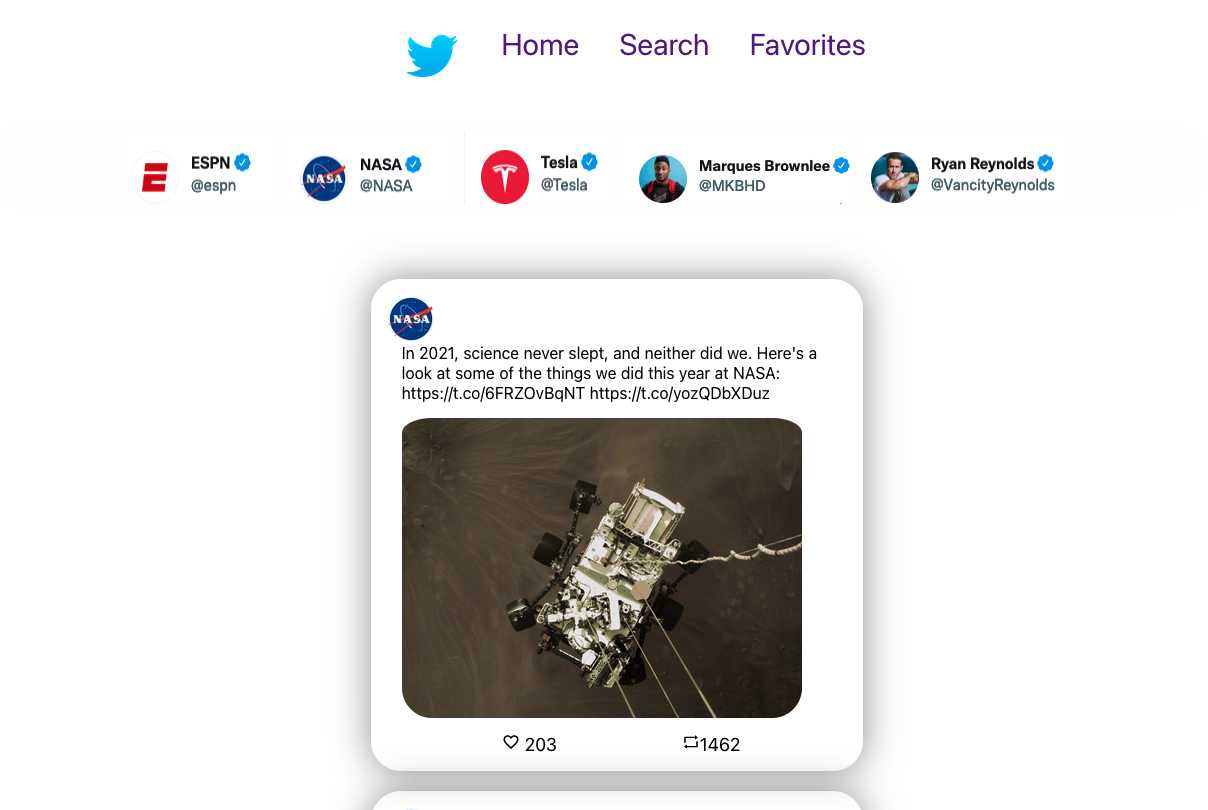 Home Search Favorites
ESPN NASA Tesla Marques Brownlee Ryan Reynolds
@espn @NASA @Tesla @MKBHD @VancityReynolds
NASA
NASA
In 2021, science never slept, and neither did we. Here's a
look at some of the things we did this year at NASA:
https://t.co/6FRZOvBqNT https://t.co/yozQDbXDuz
203 1462